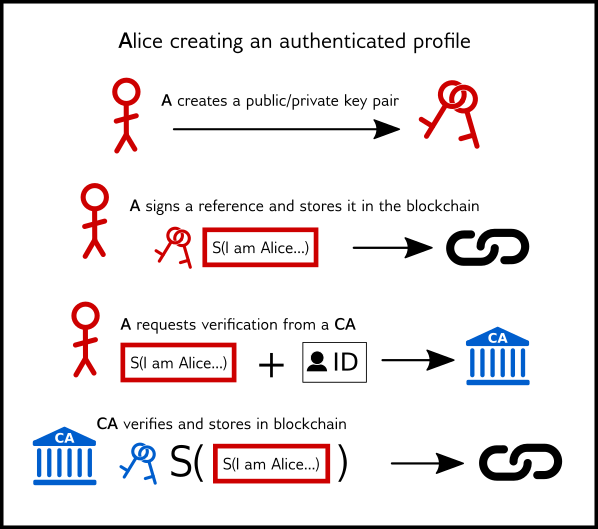 Alice creating an authenticated profile
A creates a public/private key pair
A signs a reference and stores it in the blockchain
S(I am Alice...)
A requests verification from a CA
S(I am Alice...) + ID
CA
CA verifies and stores in blockchain
CA
S( S(I am Alice...) )